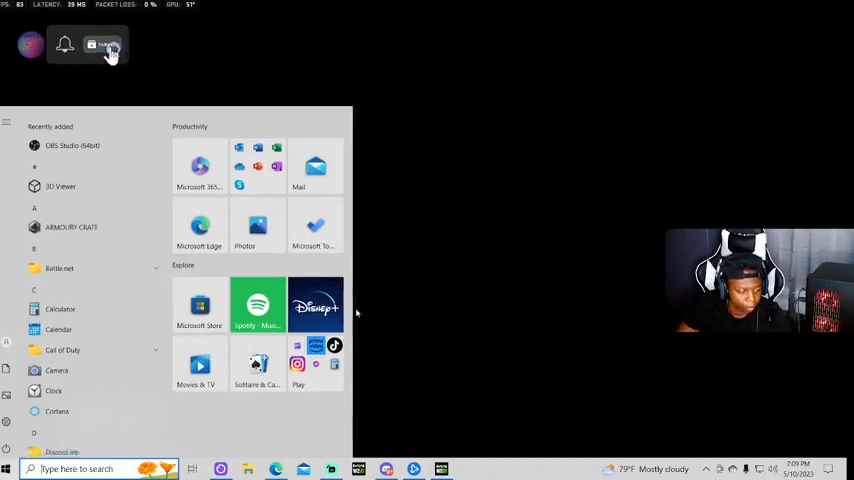 FPS: 83 LATENCY: 39 MS PACKET LOSS: 0 % GPU: 51°
Recently added
OBS Studio (64bit)
#
3D Viewer
A
ARMOURY CRATE
B
Battle.net
C
Calculator
Calendar
Call of Duty
Camera
Clock
Cortana
D
Productivity
Microsoft 365...
Mail
Microsoft Edge
Photos
Microsoft To...
Explore
Microsoft Store
Spotify - Musi...
Disney+
Movies & TV
Solitaire & Ca...
Play
Type here to search
79°F Mostly cloudy
7:09 PM
5/10/2023